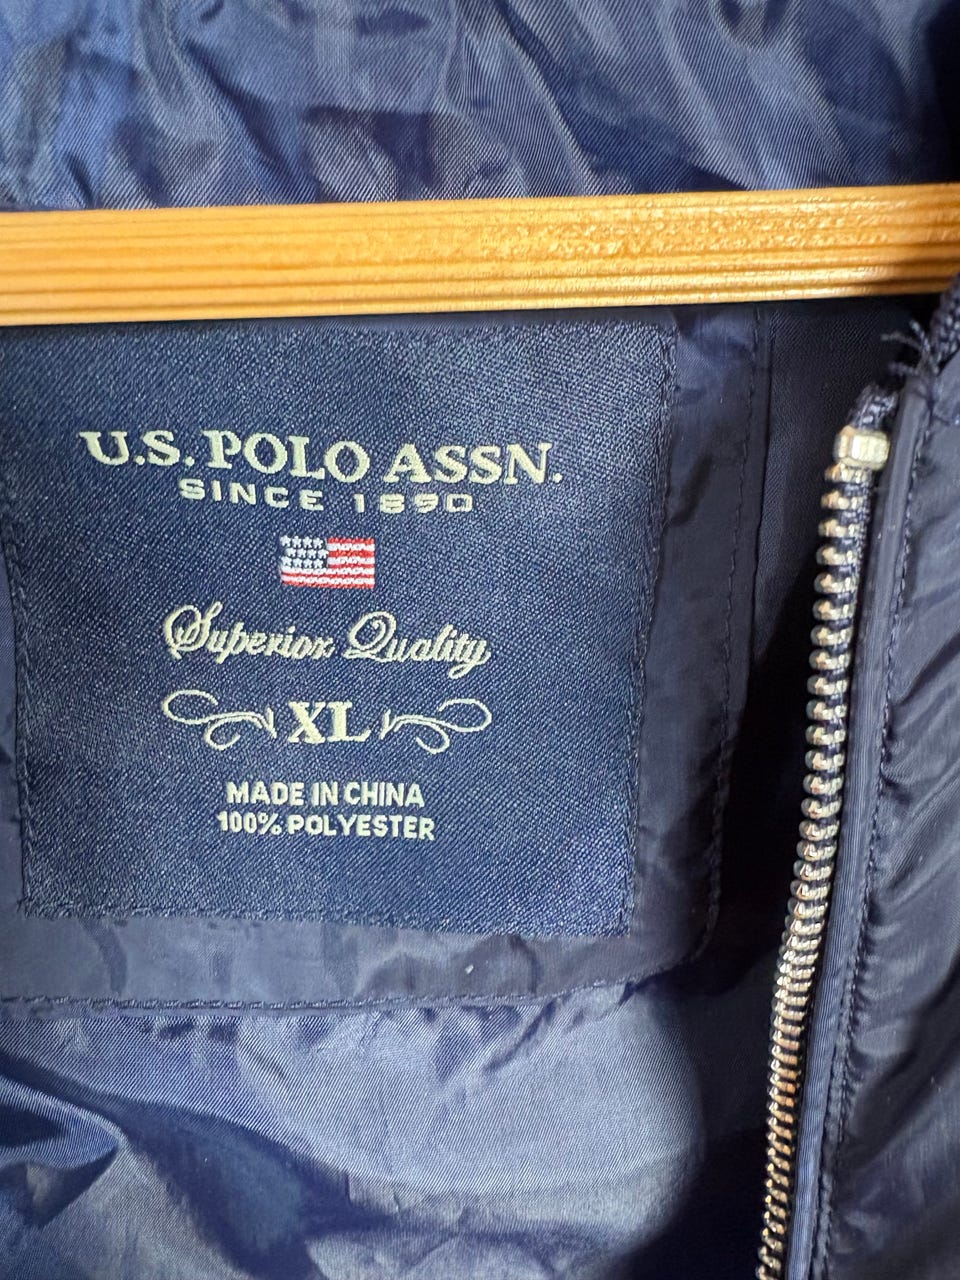 U.S. POLO ASSN.
SINCE 1890
Superior Quality
XL
MADE IN CHINA
100% POLYESTER